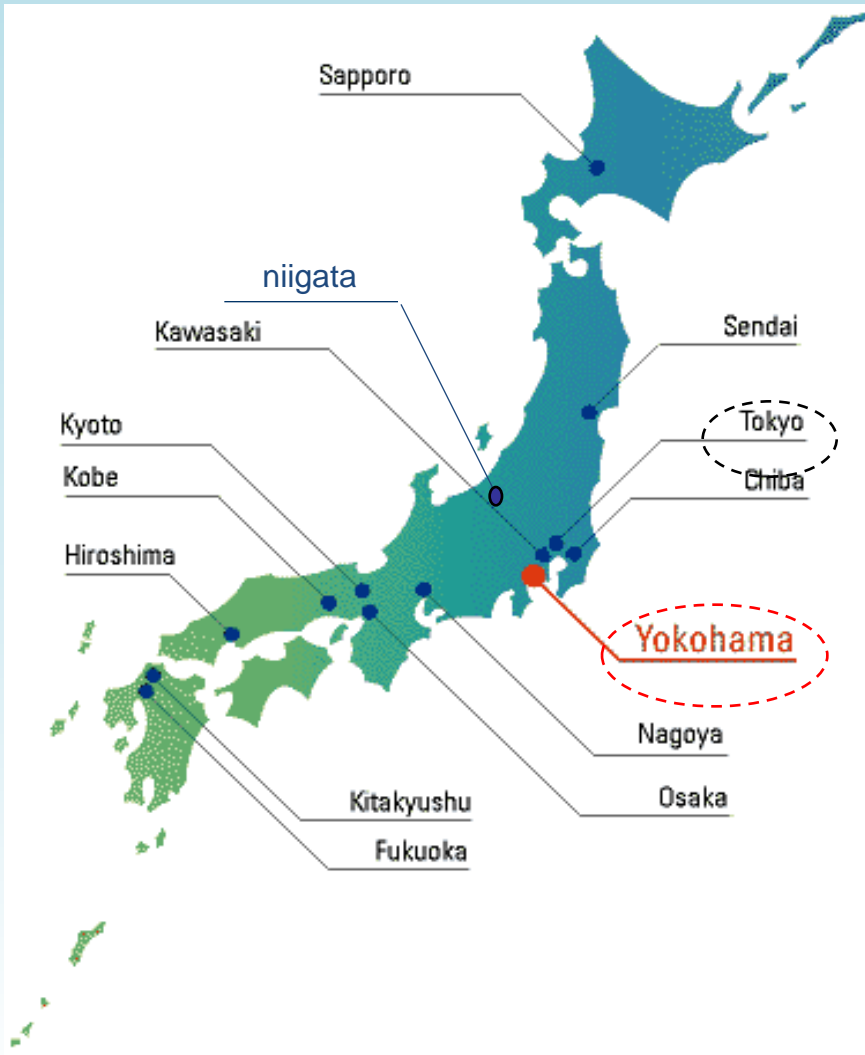 Sapporo
niigata
Kawasaki
Sendai
Kyoto
Tokyo
Kobe
Chiba
Hiroshima
Yokohama
Nagoya
Kitakyushu
Osaka
Fukuoka